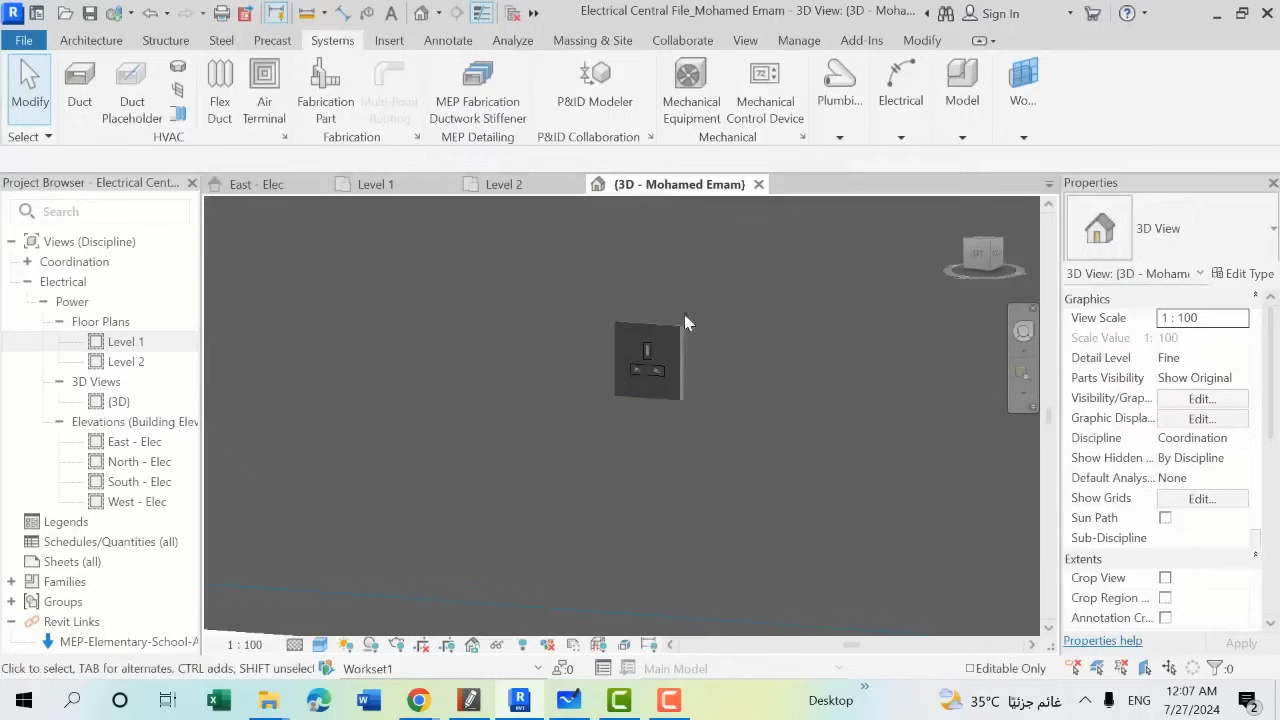 Electrical Central File_Mohamed Emam - 3D View: {3D - Moha...
Sign In
File
Architecture
Structure
Steel
Precast
Systems
Insert
Annotate
Analyze
Massing & Site
Collaborate
View
Manage
Add-Ins
Modify
Modify
Duct
Duct
Placeholder
Flex
Duct
Air
Terminal
Fabrication
Part
Multi-Point
Routing
MEP Fabrication
Ductwork Stiffener
P&ID Modeler
Mechanical
Equipment
Mechanical
Control Device
Plumbi...
Electrical
Model
Wo...
Select
HVAC
Fabrication
MEP Detailing
P&ID Collaboration
Mechanical
Project Browser - Electrical Cent...
East - Elec
Level 1
Level 2
{3D - Mohamed Emam}
Properties
Search
Views (Discipline)
Coordination
Electrical
Power
Floor Plans
Level 1
Level 2
3D Views
{3D}
Elevations (Building Elev
East - Elec
North - Elec
South - Elec
West - Elec
Legends
Schedules/Quantities (all)
Sheets (all)
Families
Groups
Revit Links
MEP-Elementary-School-A
3D View
3D View: {3D - Mohame
Edit Type
Graphics
View Scale
1 : 100
Scale Value 1:
100
Detail Level
Fine
Parts Visibility
Show Original
Visibility/Grap...
Edit...
Graphic Displa...
Edit...
Discipline
Coordination
Show Hidden ...
By Discipline
Default Analys...
None
Show Grids
Edit...
Sun Path
Sub-Discipline
Extents
Crop View
Crop Region ...
Annotation Cr...
Properties help
Apply
1 : 100
Click to select, TAB for alternates, CTRL adds, SHIFT unselect
Workset1
:0
Main Model
Editable On
:0
Desktop
35°C
غائم جزئيًا
ENG
12:07 AM
7/27/2024
2